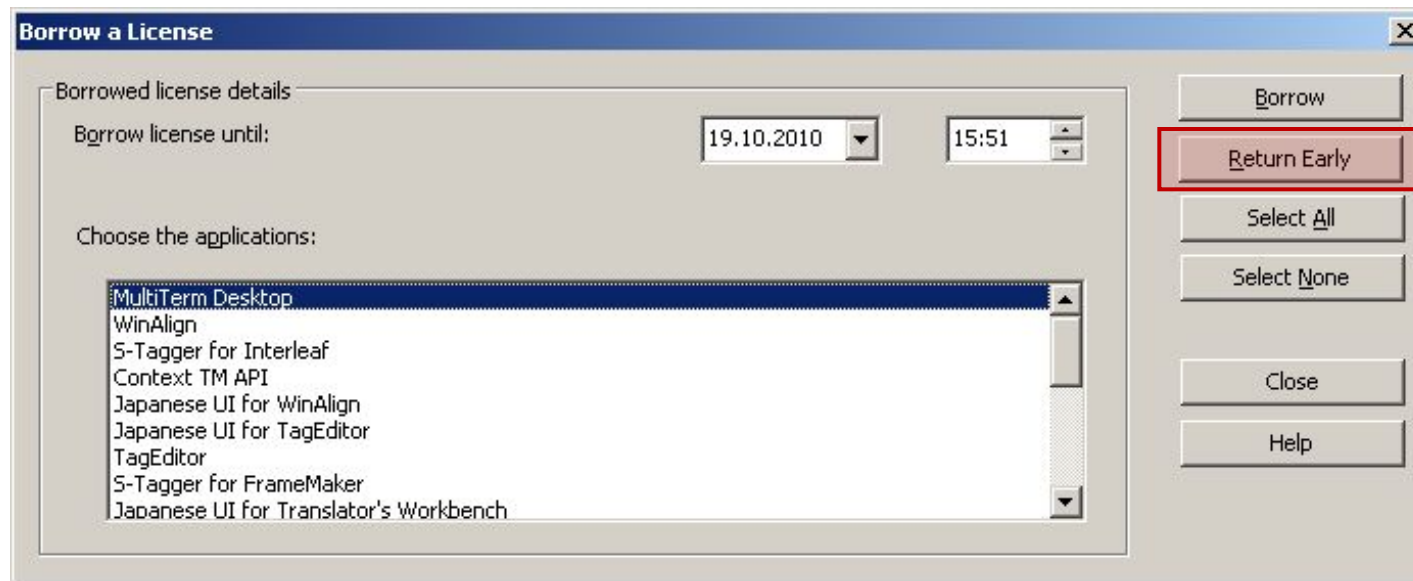 Borrow a License
Borrowed license details
Borrow license until:
19.10.2010
15:51
Choose the applications:
MultiTerm Desktop
WinAlign
S-Tagger for Interleaf
Context TM API
Japanese UI for WinAlign
Japanese UI for TagEditor
TagEditor
S-Tagger for FrameMaker
Japanese UI for Translator's Workbench
Borrow
Return Early
Select All
Select None
Close
Help